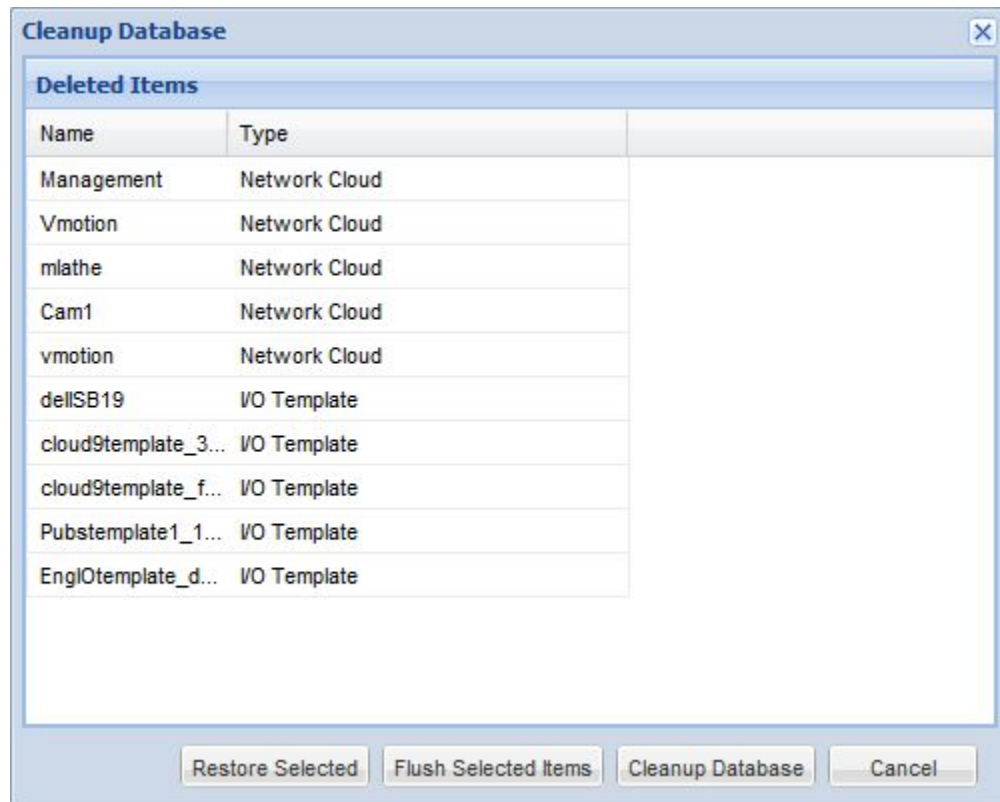 Cleanup Database
Deleted Items
Name Type
Management Network Cloud
Vmotion Network Cloud
mlathe Network Cloud
Cam1 Network Cloud
vmotion Network Cloud
dellSB19 I/O Template
cloud9template_3... I/O Template
cloud9template_f... I/O Template
Pubstemplate1_1... I/O Template
EngIOtemplate_d... I/O Template
Restore Selected Flush Selected Items Cleanup Database Cancel